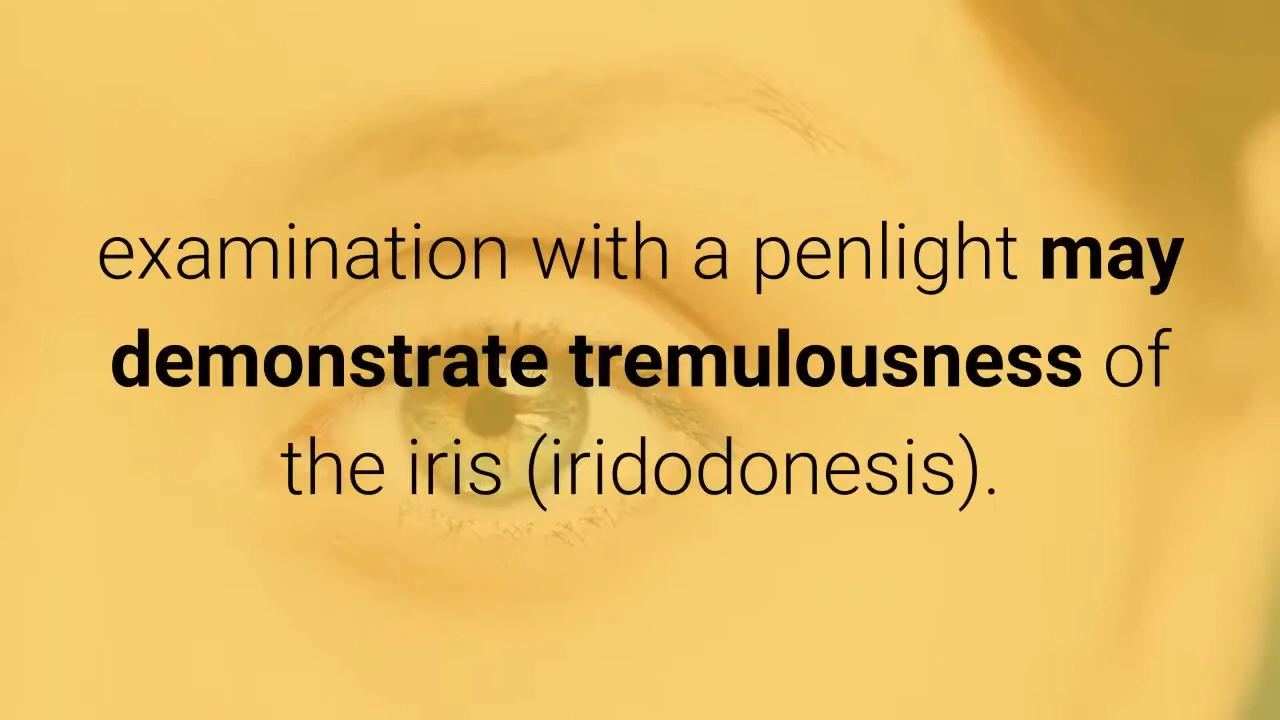 examination with a penlight may
demonstrate tremulousness of
the iris (iridodonesis).